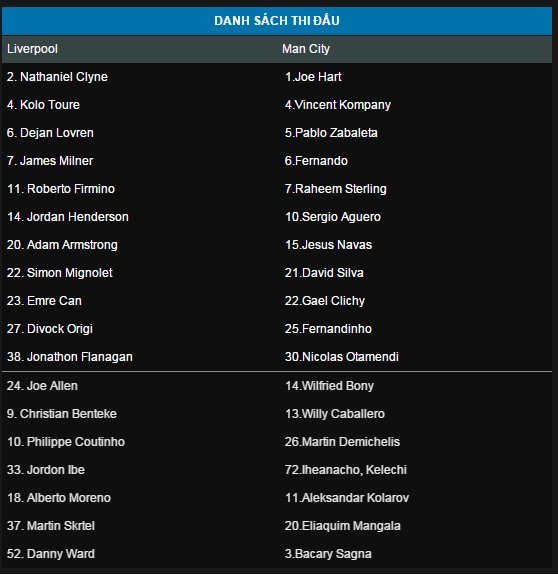 DANH SÁCH THI ĐẤU
Liverpool Man City
2. Nathaniel Clyne 1.Joe Hart
4. Kolo Toure 4.Vincent Kompany
6. Dejan Lovren 5.Pablo Zabaleta
7. James Milner 6.Fernando
11. Roberto Firmino 7.Raheem Sterling
14. Jordan Henderson 10.Sergio Aguero
20. Adam Armstrong 15.Jesus Navas
22. Simon Mignolet 21.David Silva
23. Emre Can 22.Gael Clichy
27. Divock Origi 25.Fernandinho
38. Jonathon Flanagan 30.Nicolas Otamendi
24. Joe Allen 14.Wilfried Bony
9. Christian Benteke 13.Willy Caballero
10. Philippe Coutinho 26.Martin Demichelis
33. Jordon Ibe 72.Iheanacho, Kelechi
18. Alberto Moreno 11.Aleksandar Kolarov
37. Martin Skrtel 20.Eliaquim Mangala
52. Danny Ward 3.Bacary Sagna